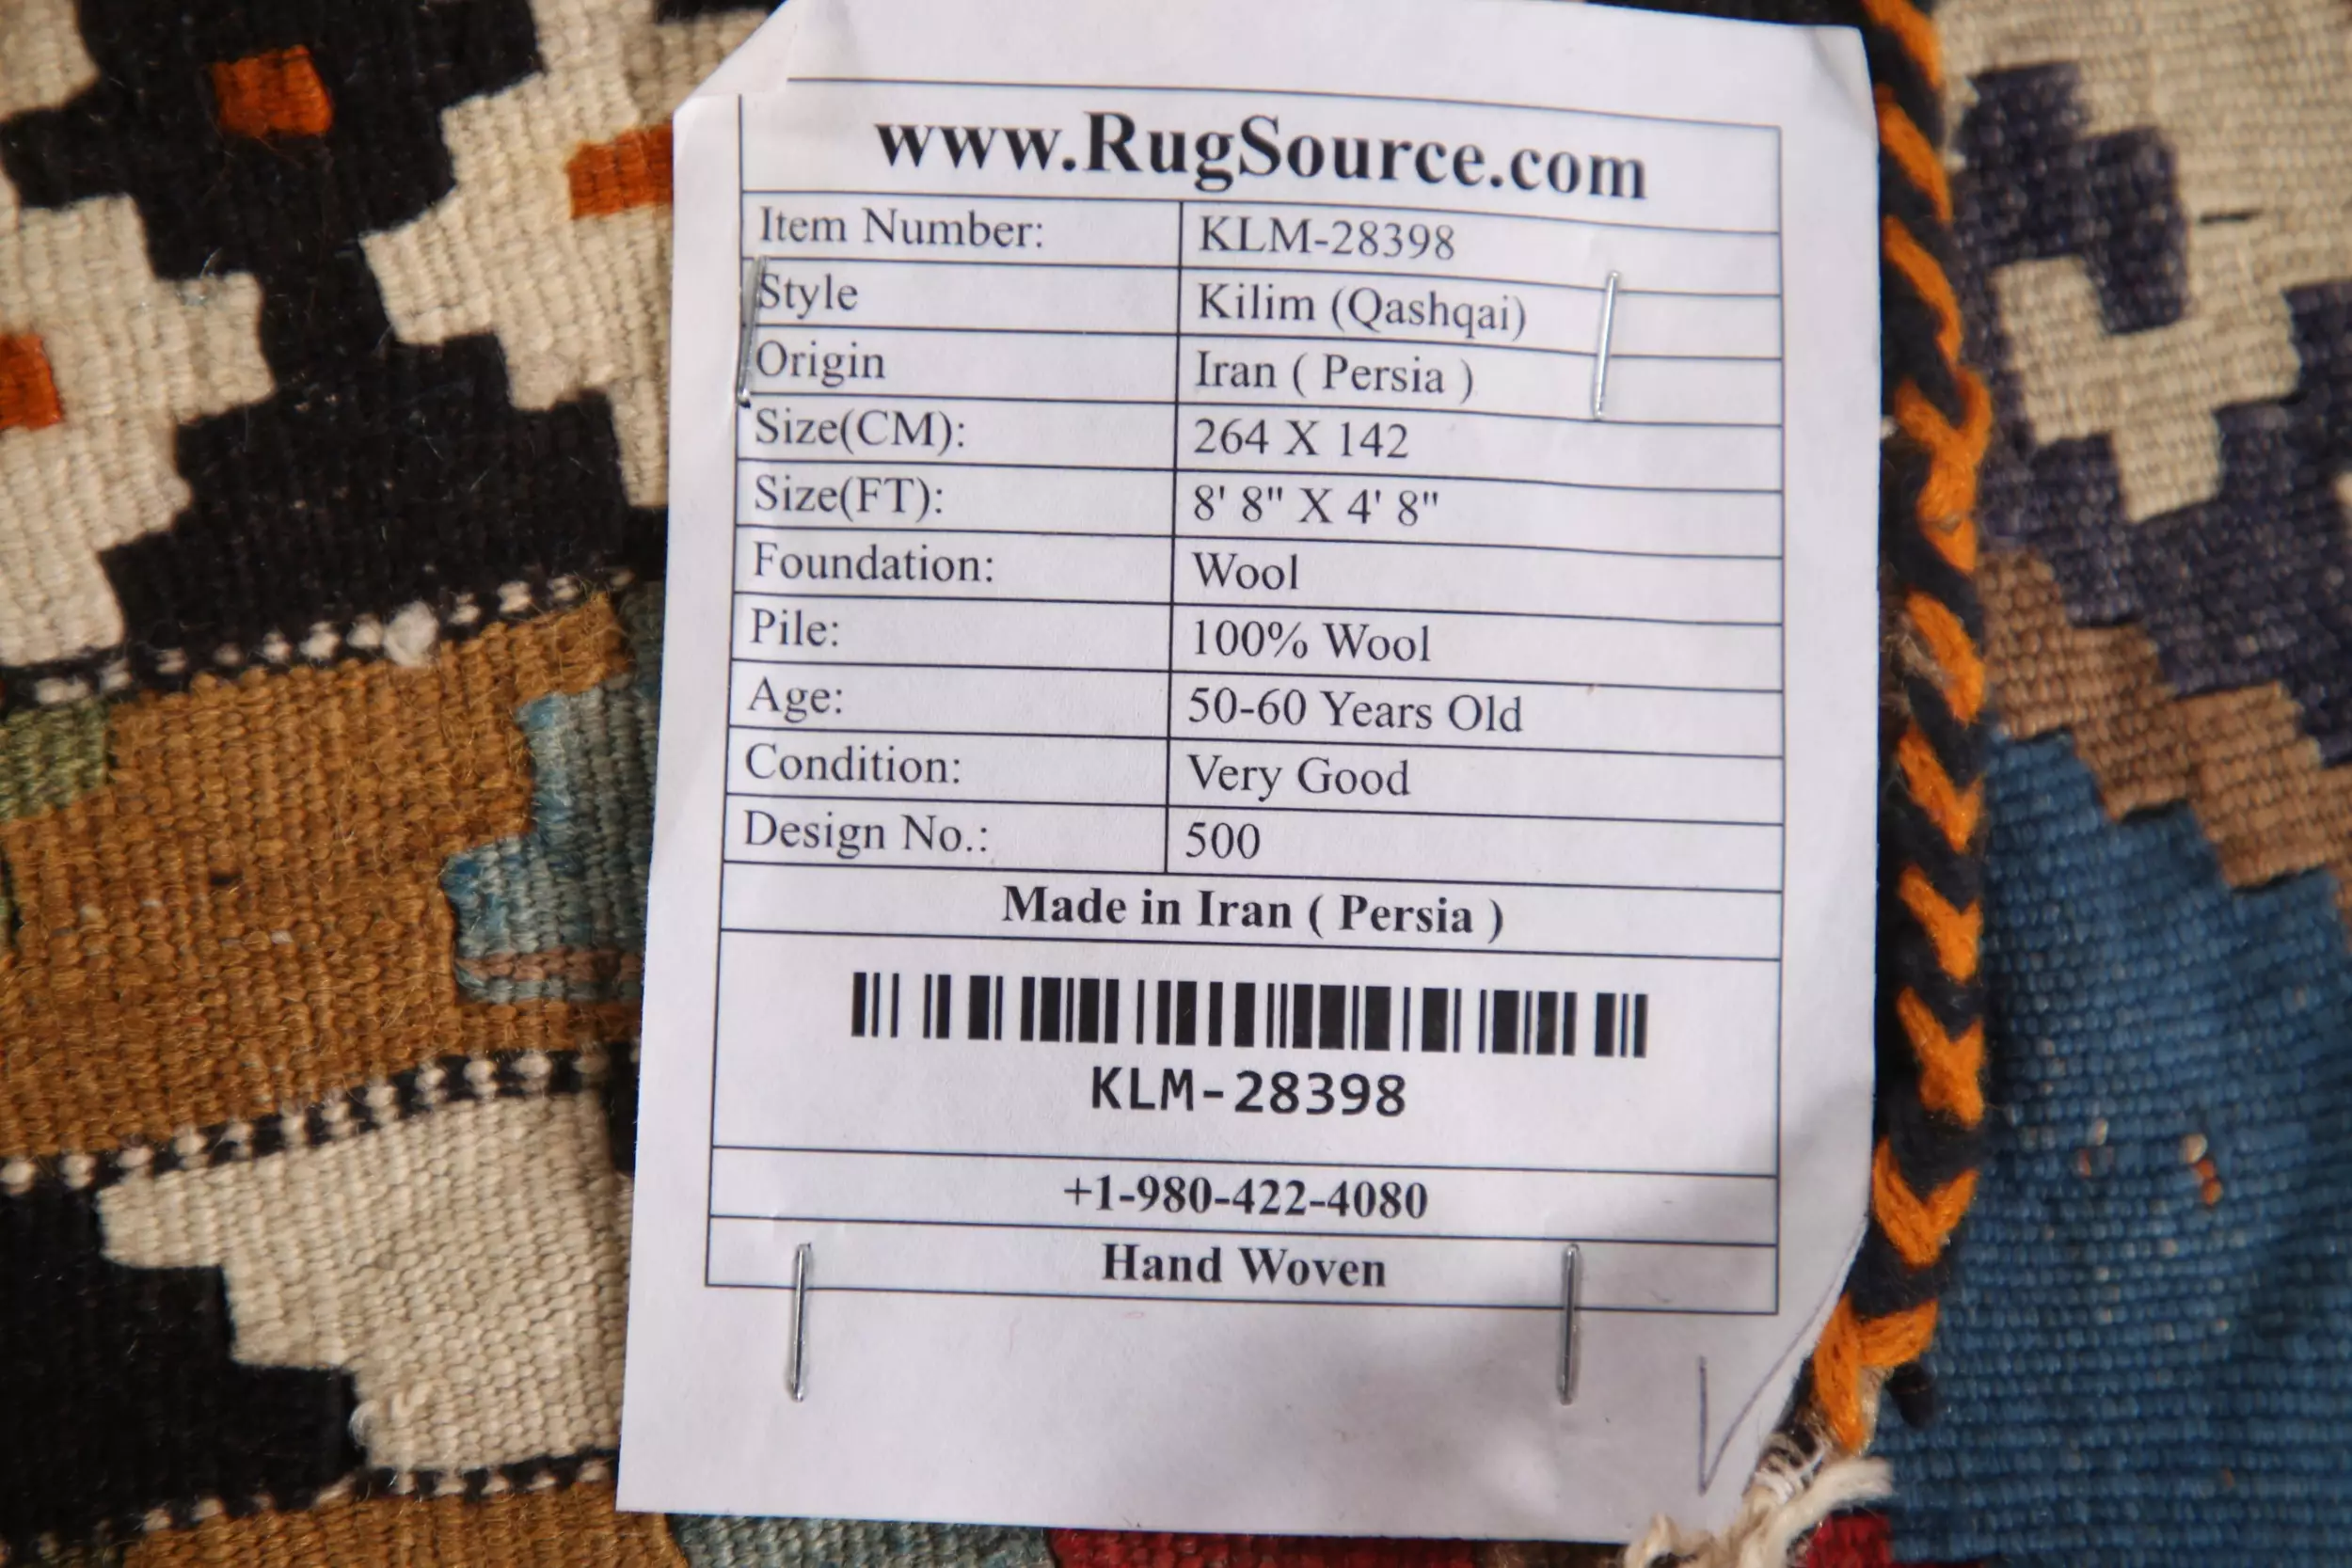 www.RugSource.com
Item Number: KLM-28398
Style Kilim (Qashqai)
Origin Iran ( Persia )
Size(CM): 264 X 142
Size(FT): 8' 8" X 4' 8"
Foundation: Wool
Pile: 100% Wool
Age: 50-60 Years Old
Condition: Very Good
Design No.: 500
Made in Iran ( Persia )
KLM-28398
+1-980-422-4080
Hand Woven